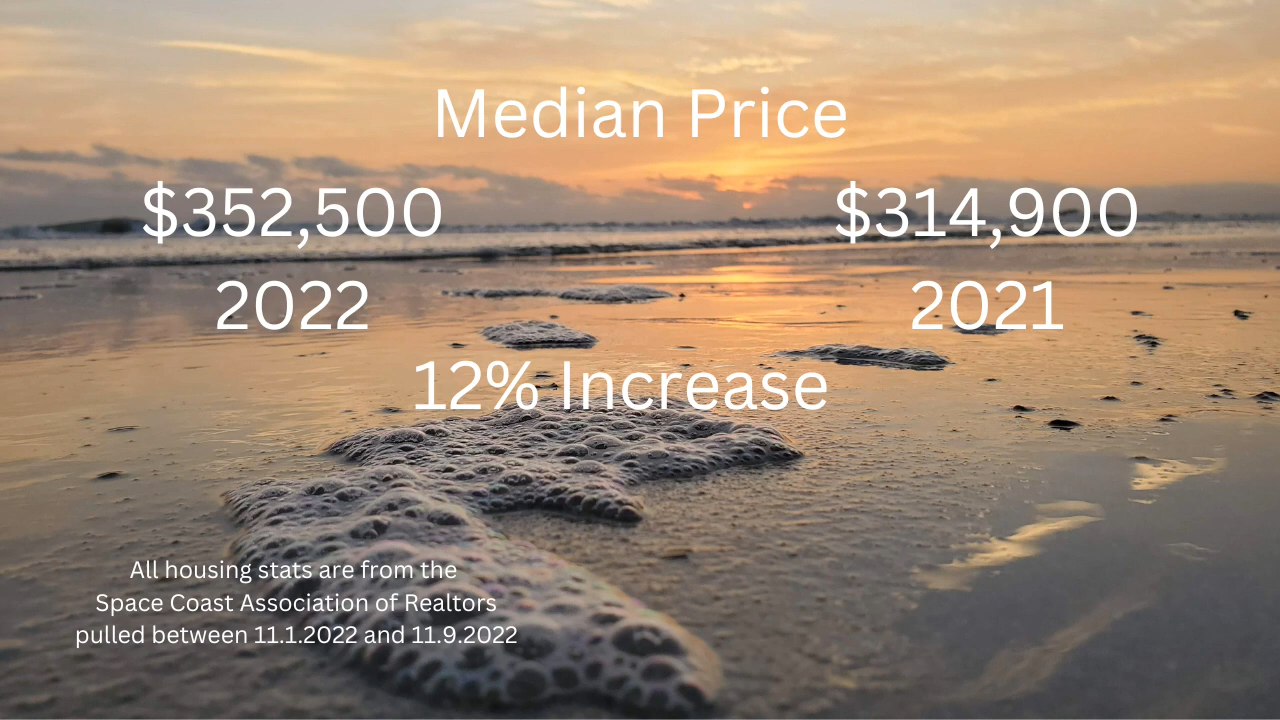 Median Price
$352,500 $314,900
2022 2021
12% Increase
All housing stats are from the
Space Coast Association of Realtors
pulled between 11.1.2022 and 11.9.2022